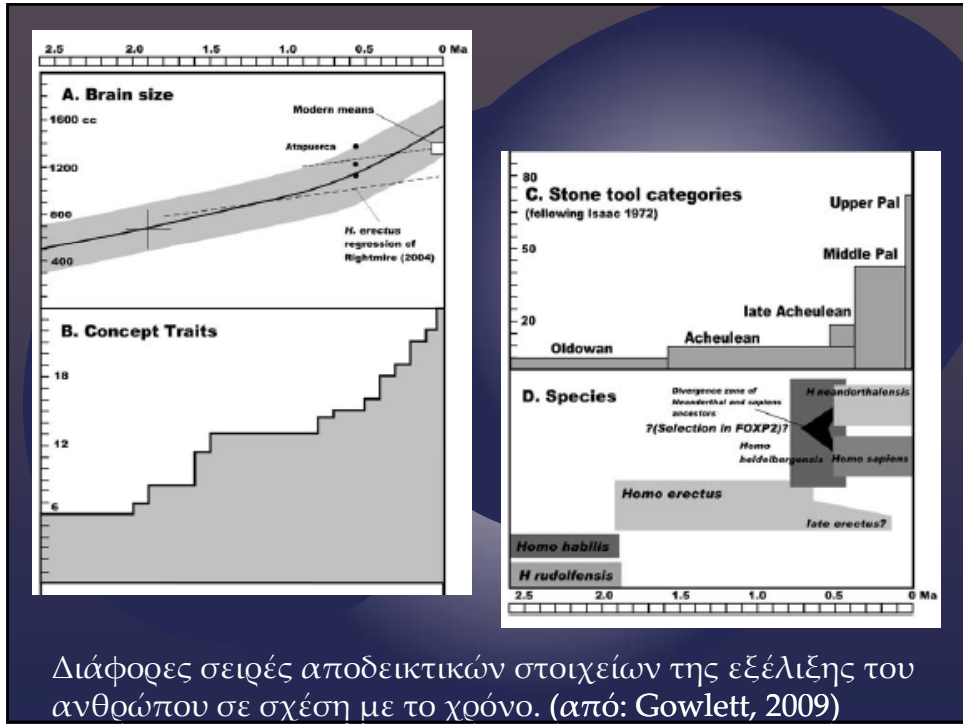 2.5 2.0 1.5 1.0 0.5 0 Ma
A. Brain size
1600 cc
Modern means
Atapuerca
1200
800
H. erectus
regression of
Rightmire (2004)
400
B. Concept Traits
18
12
6
80
C. Stone tool categories
(following Isaac 1972)
Upper Pal
50
Middle Pal
20
late Acheulean
Acheulean
Oldowan
D. Species
Divergence zone of
Neanderthal and sapiens
ancestors
H neanderthalensis
?(Selection in FOXP2)?
Homo
heidelbergensis
Homo sapiens
Homo erectus
late erectus?
Homo habilis
H rudolfensis
2.5 2.0 1.5 1.0 0.5 0 Ma
Διάφορες σειρές αποδεικτικών στοιχείων της εξέλιξης του
ανθρώπου σε σχέση με το χρόνο. (από: Gowlett, 2009)